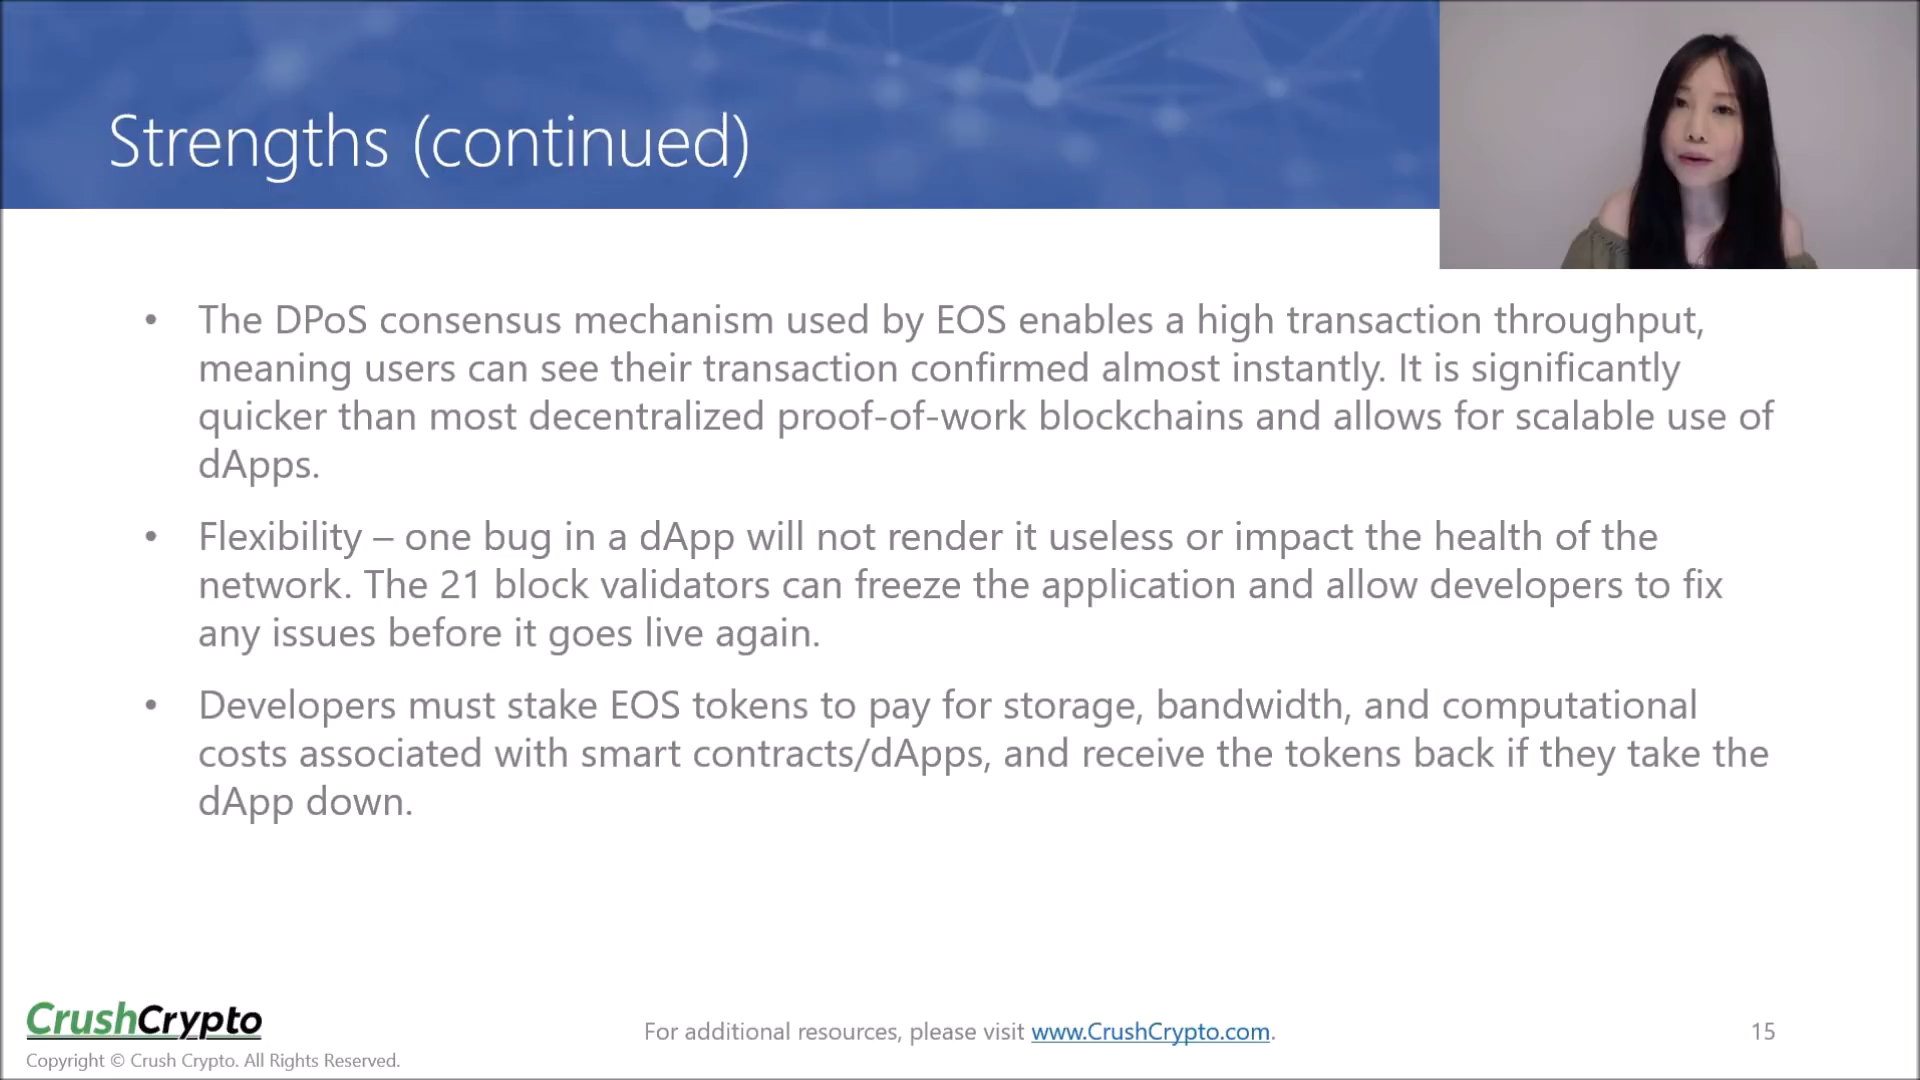 Strengths (continued)
• The DPoS consensus mechanism used by EOS enables a high transaction throughput,
meaning users can see their transaction confirmed almost instantly. It is significantly
quicker than most decentralized proof-of-work blockchains and allows for scalable use of
dApps.
• Flexibility – one bug in a dApp will not render it useless or impact the health of the
network. The 21 block validators can freeze the application and allow developers to fix
any issues before it goes live again.
• Developers must stake EOS tokens to pay for storage, bandwidth, and computational
costs associated with smart contracts/dApps, and receive the tokens back if they take the
dApp down.
CrushCrypto
Copyright © Crush Crypto. All Rights Reserved.
For additional resources, please visit www.CrushCrypto.com.
15